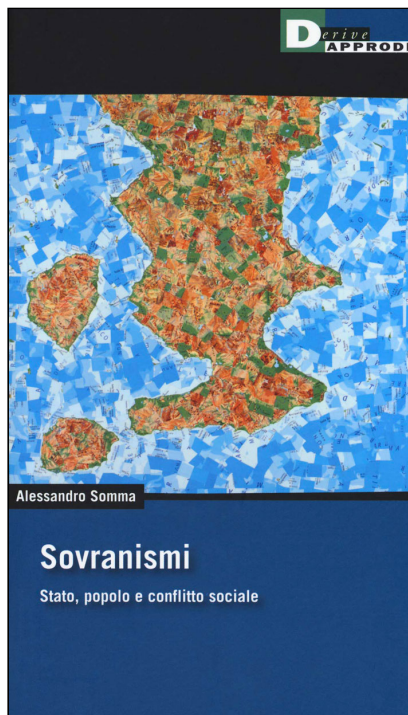 Derive
APPRODI
Alessandro Somma
Sovranismi
Stato, popolo e conflitto sociale